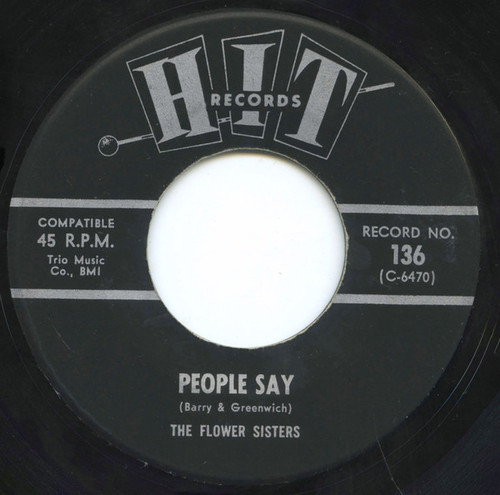 HIT
RECORDS
COMPATIBLE
45 R.P.M.
Trio Music
Co., BMI
RECORD NO.
136
(C-6470)
PEOPLE SAY
(Barry & Greenwich)
THE FLOWER SISTERS